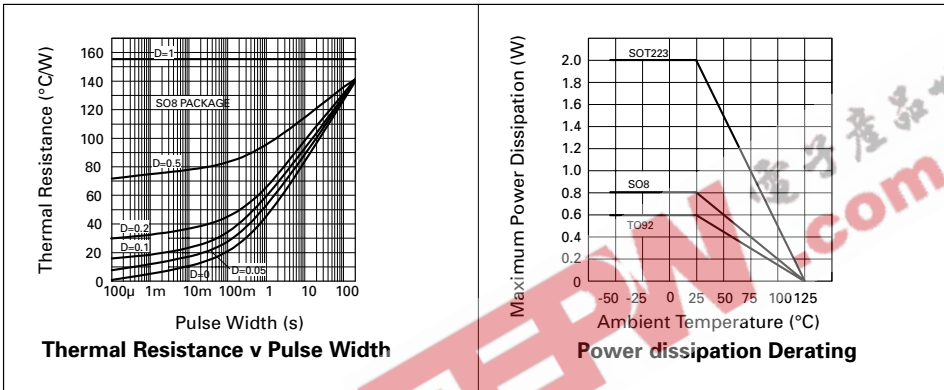 Thermal Resistance (°C/W)
160
140
120
100
80
60
40
20
0
D=1
SO8 PACKAGE
D=0.5
D=0.2
D=0.1
D=0
D=0.05
100µ 1m 10m 100m 1 10 100
Pulse Width (s)
Thermal Resistance v Pulse Width
Maximum Power Dissipation (W)
2.0
1.8
1.6
1.4
1.2
1.0
0.8
0.6
0.4
0.2
0
SOT223
SO8
TO92
-50 -25 0 25 50 75 100 125
Ambient Temperature (°C)
Power dissipation Derating
電子產品
.com